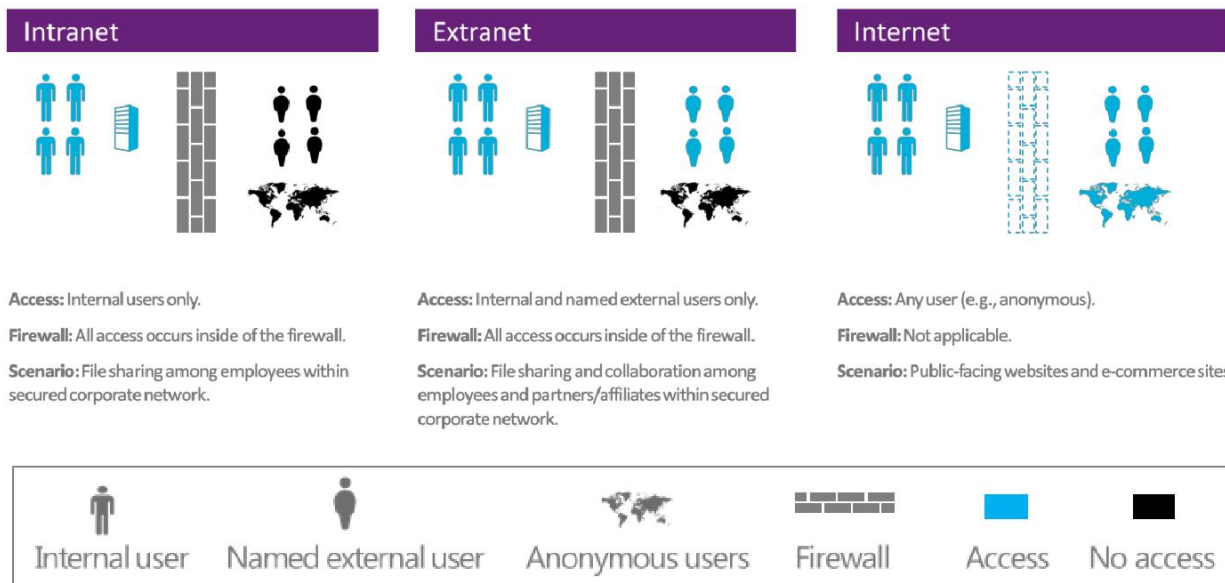 Intranet
Extranet
Internet
Access: Internal users only.
Firewall: All access occurs inside of the firewall.
Scenario: File sharing among employees within
secured corporate network.
Access: Internal and named external users only.
Firewall: All access occurs inside of the firewall.
Scenario: File sharing and collaboration among
employees and partners/affiliates within secured
corporate network.
Access: Any user (e.g., anonymous).
Firewall: Not applicable.
Scenario: Public-facing websites and e-commerce sites
Internal user
Named external user
Anonymous users
Firewall
Access
No access